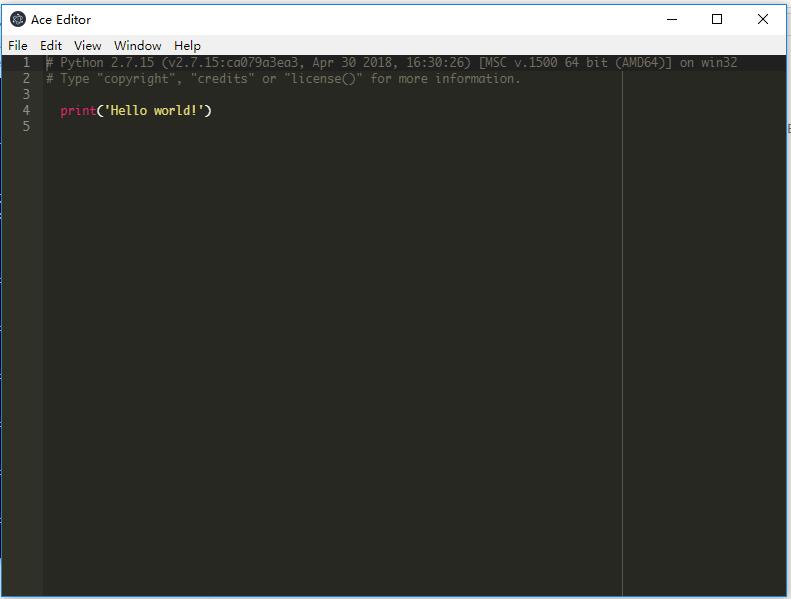 Ace Editor
File Edit View Window Help
1 # Python 2.7.15 (v2.7.15:ca079a3ea3, Apr 30 2018, 16:30:26) [MSC v.1500 64 bit (AMD64)] on win32
2 # Type "copyright", "credits" or "license()" for more information.
3
4 print('Hello world!')
5